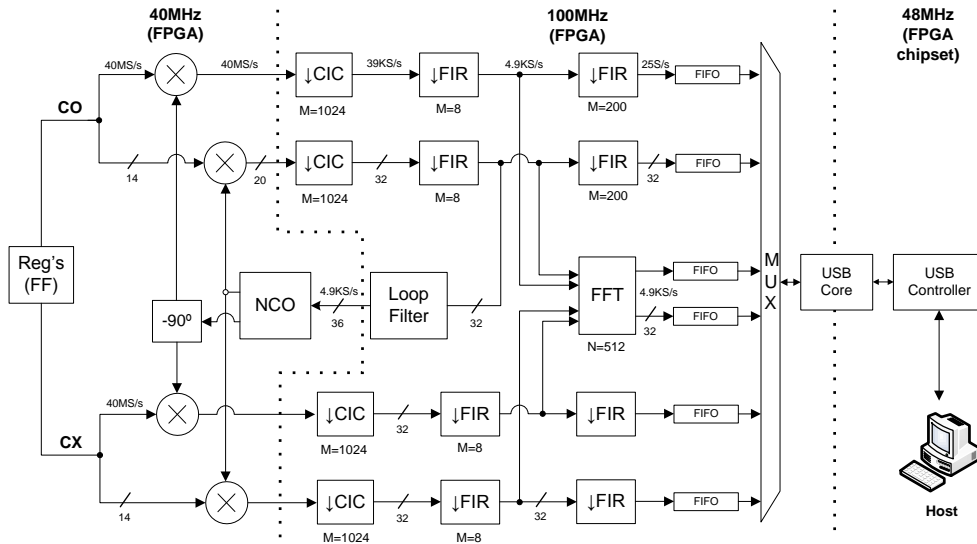 40MHz
(FPGA)
100MHz
(FPGA)
48MHz
(FPGA
chipset)
40MS/s
40MS/s
↓CIC
39KS/s
↓FIR
4.9KS/s
↓FIR
25S/s
FIFO
M=1024
M=8
M=200
CO
14
20
↓CIC
32
↓FIR
↓FIR
32
FIFO
M=1024
M=8
M=200
Reg's
(FF)
-90º
NCO
4.9KS/s
36
Loop
Filter
32
FFT
N=512
4.9KS/s
32
FIFO
FIFO
MUX
USB
Core
USB
Controller
40MS/s
↓CIC
32
↓FIR
↓FIR
FIFO
M=1024
M=8
CX
14
↓CIC
32
↓FIR
32
↓FIR
FIFO
M=1024
M=8
Host